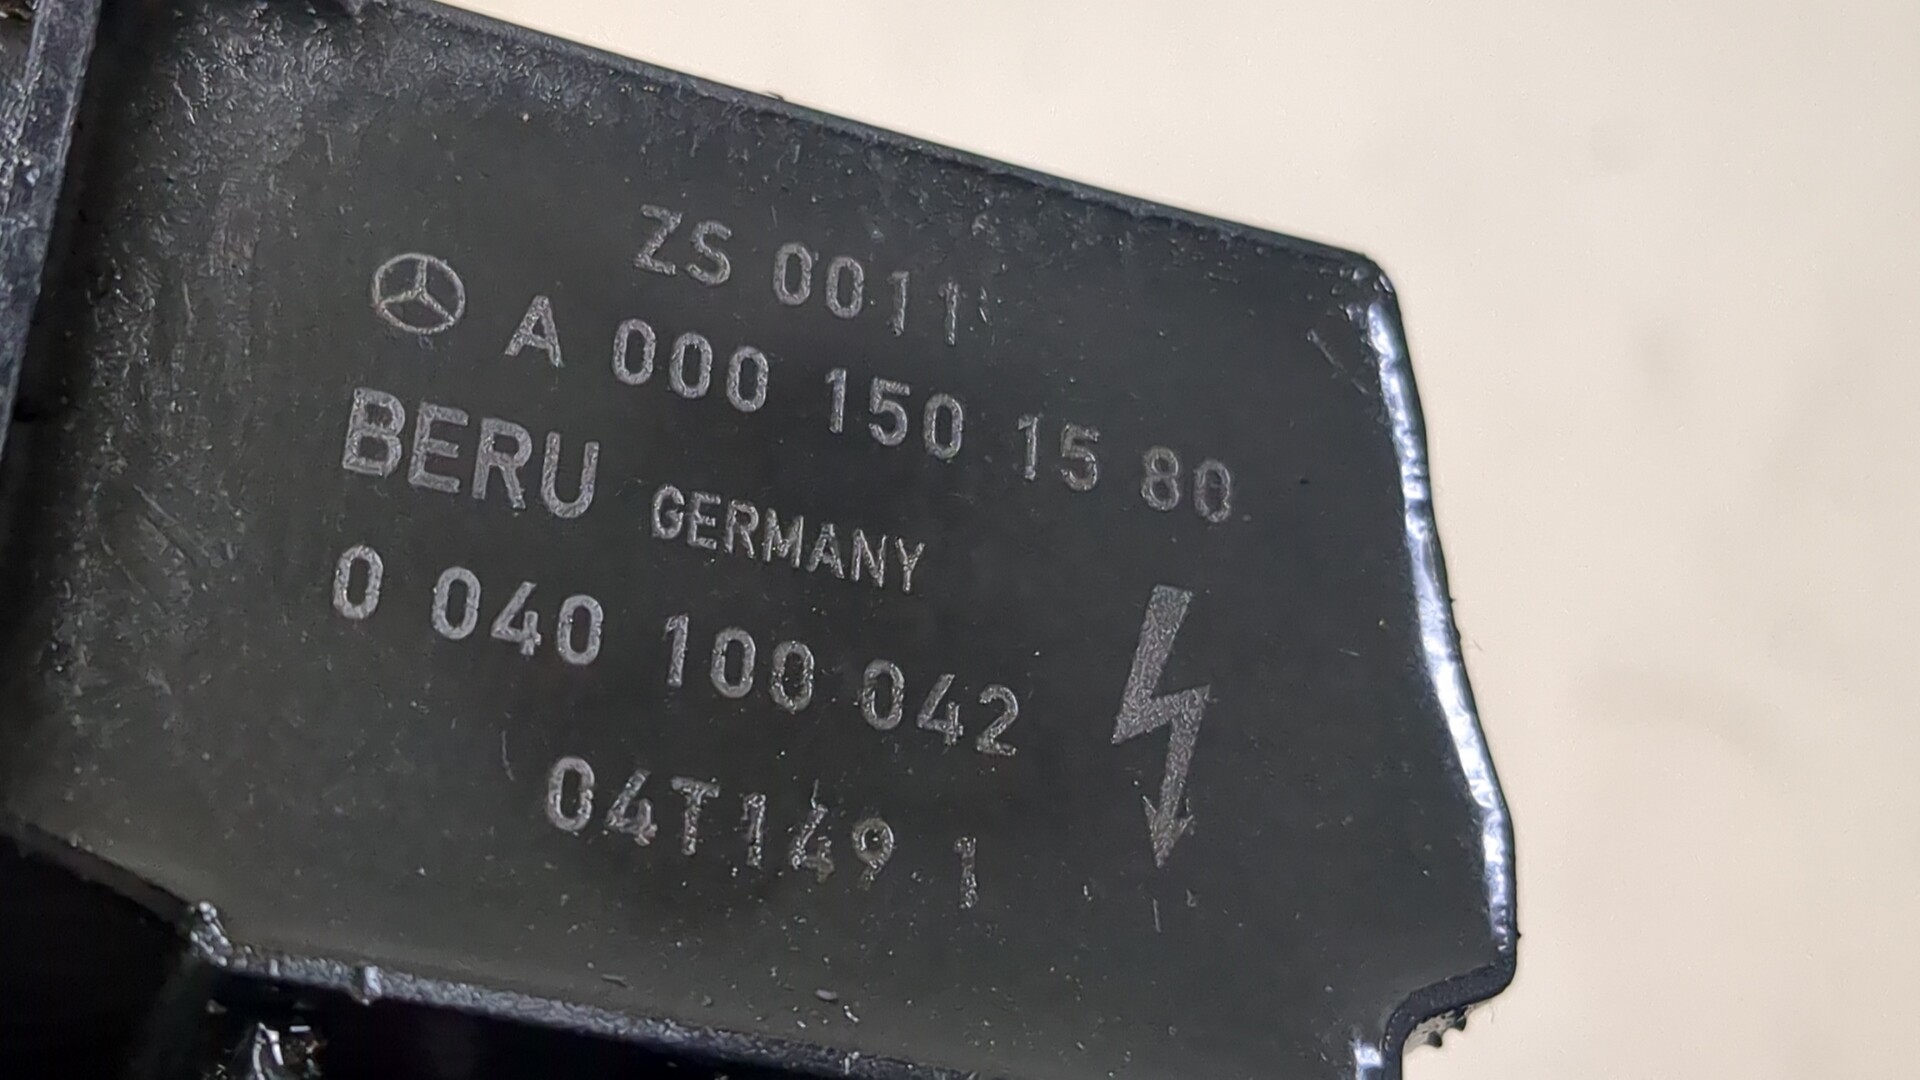 ZS 0011
A 000 150 15 80
BERU GERMANY
0 040 100 042
04T149 1